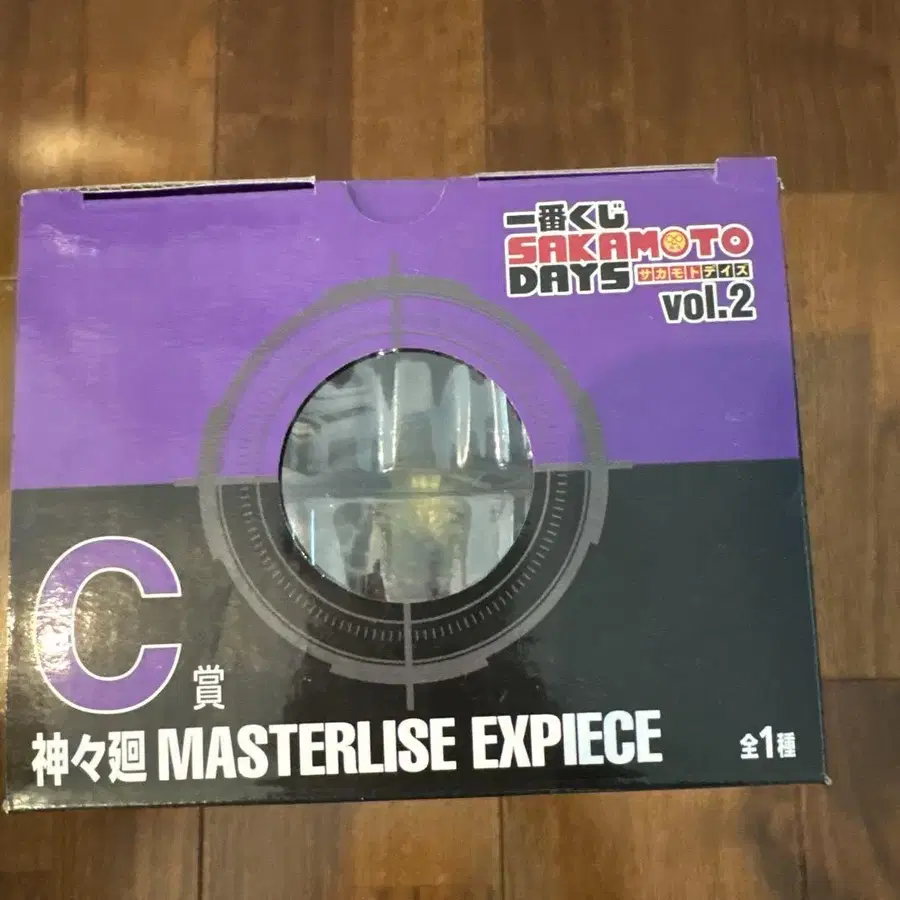 一番くじ
SAKAMOTO
DAYS サカモトデイズ
vol.2
C賞
神々廻 MASTERLISE EXPIECE 全1種